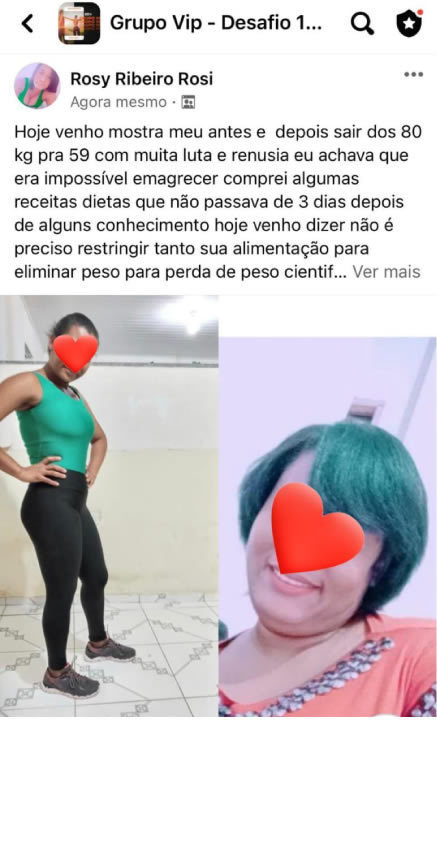 Grupo Vip - Desafio 1...
Rosy Ribeiro Rosi
Agora mesmo ·
Hoje venho mostra meu antes e depois sair dos 80
kg pra 59 com muita luta e renusia eu achava que
era impossível emagrecer comprei algumas
receitas dietas que não passava de 3 dias depois
de alguns conhecimento hoje venho dizer não é
preciso restringir tanto sua alimentação para
eliminar peso para perda de peso cientif... Ver mais